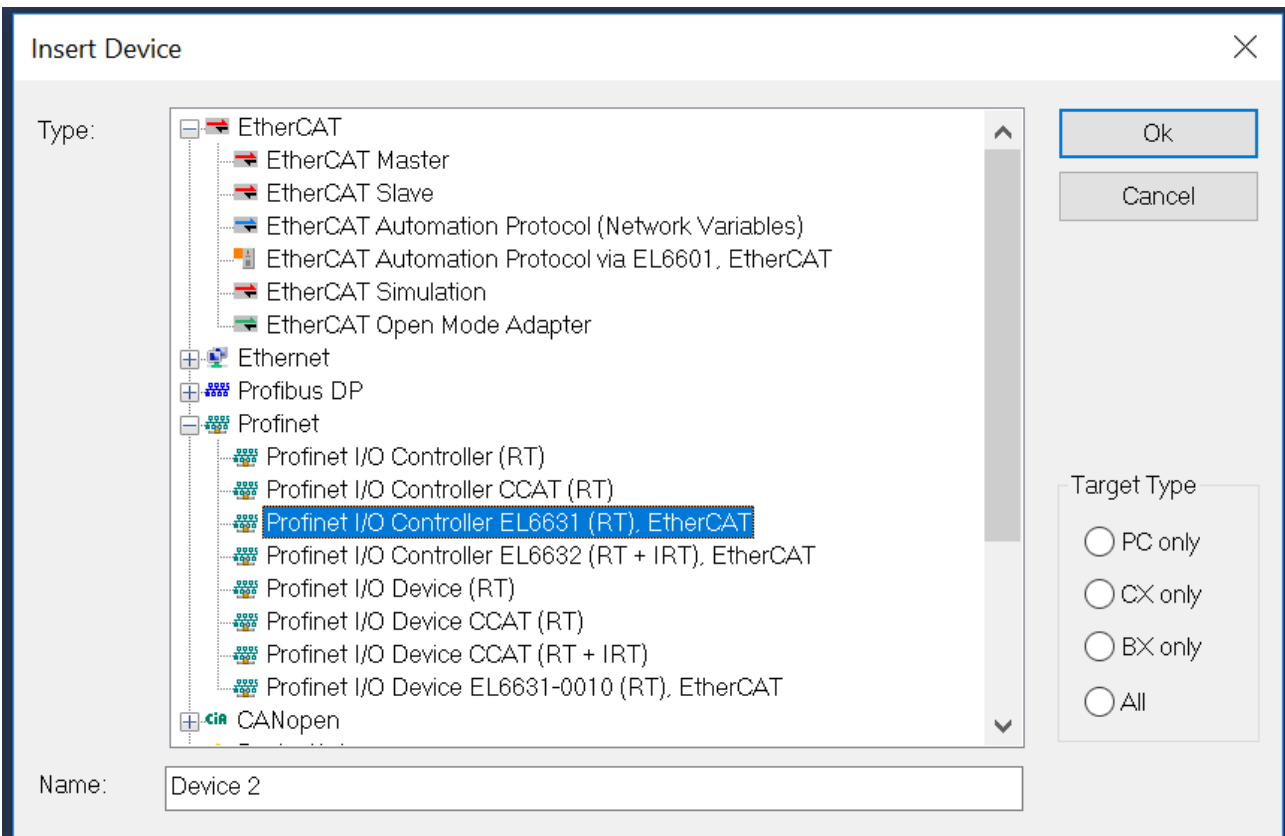 Insert Device
Type:
EtherCAT
EtherCAT Master
EtherCAT Slave
EtherCAT Automation Protocol (Network Variables)
EtherCAT Automation Protocol via EL6601, EtherCAT
EtherCAT Simulation
EtherCAT Open Mode Adapter
Ethernet
Profibus DP
Profinet
Profinet I/O Controller (RT)
Profinet I/O Controller CCAT (RT)
Profinet I/O Controller EL6631 (RT), EtherCAT
Profinet I/O Controller EL6632 (RT + IRT), EtherCAT
Profinet I/O Device (RT)
Profinet I/O Device CCAT (RT)
Profinet I/O Device CCAT (RT + IRT)
Profinet I/O Device EL6631-0010 (RT), EtherCAT
CiA CANopen
Ok
Cancel
Target Type
PC only
CX only
BX only
All
Name:
Device 2